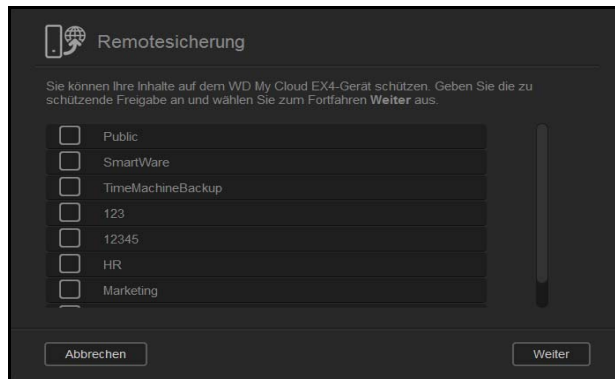 Remotesicherung
Sie können Ihre Inhalte auf dem WD My Cloud EX4-Gerät schützen. Geben Sie die zu
schützende Freigabe an und wählen Sie zum Fortfahren Weiter aus.
Public
SmartWare
TimeMachineBackup
123
12345
HR
Marketing
Abbrechen
Weiter